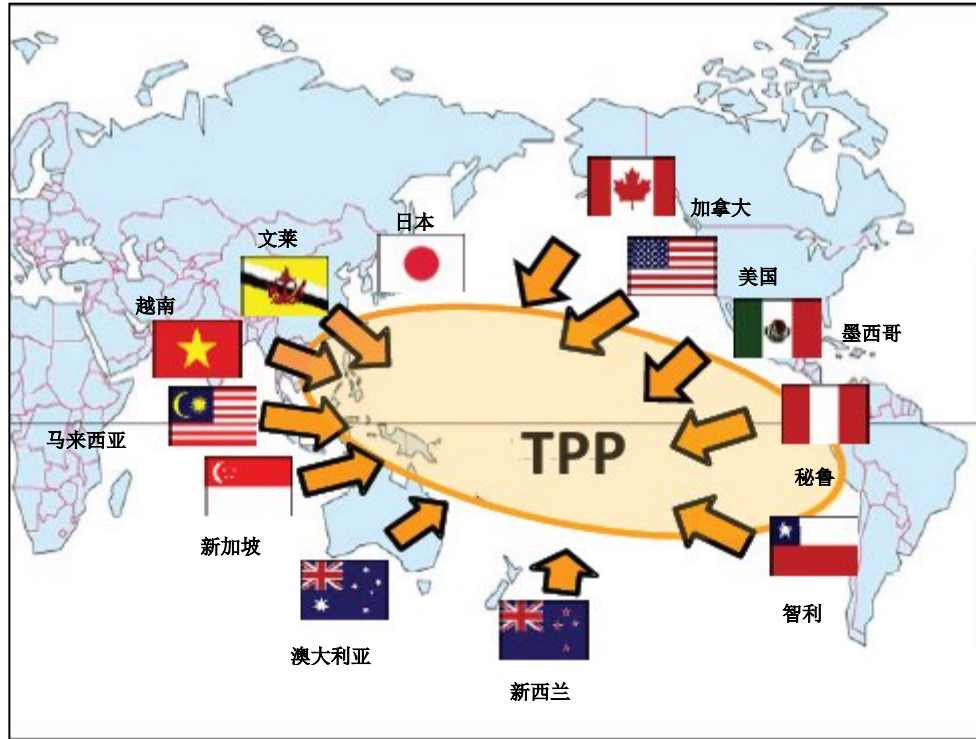 加拿大
日本
文莱
美国
越南
墨西哥
马来西亚
TPP
秘鲁
新加坡
智利
澳大利亚
新西兰